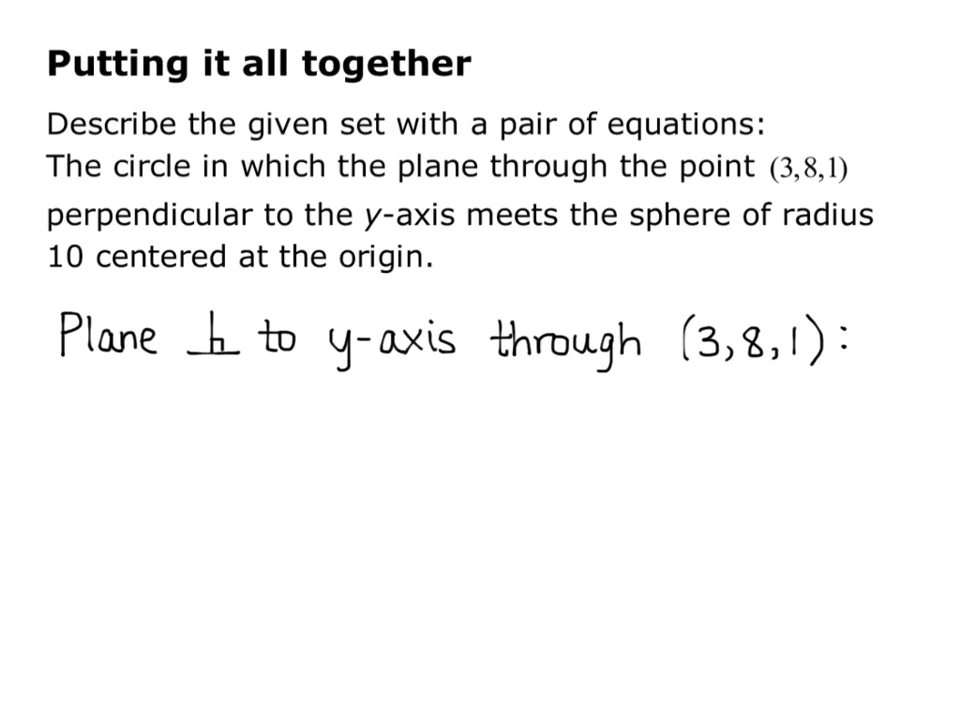 Putting it all together
Describe the given set with a pair of equations:
The circle in which the plane through the point (3,8,1)
perpendicular to the y-axis meets the sphere of radius
10 centered at the origin.
Plane ⊥ to y-axis through (3,8,1):